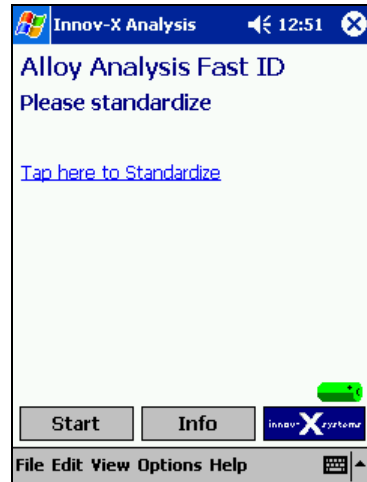 Innov-X Analysis 12:51
Alloy Analysis Fast ID
Please standardize
Tap here to Standardize
Start Info innov-X systems
File Edit View Options Help